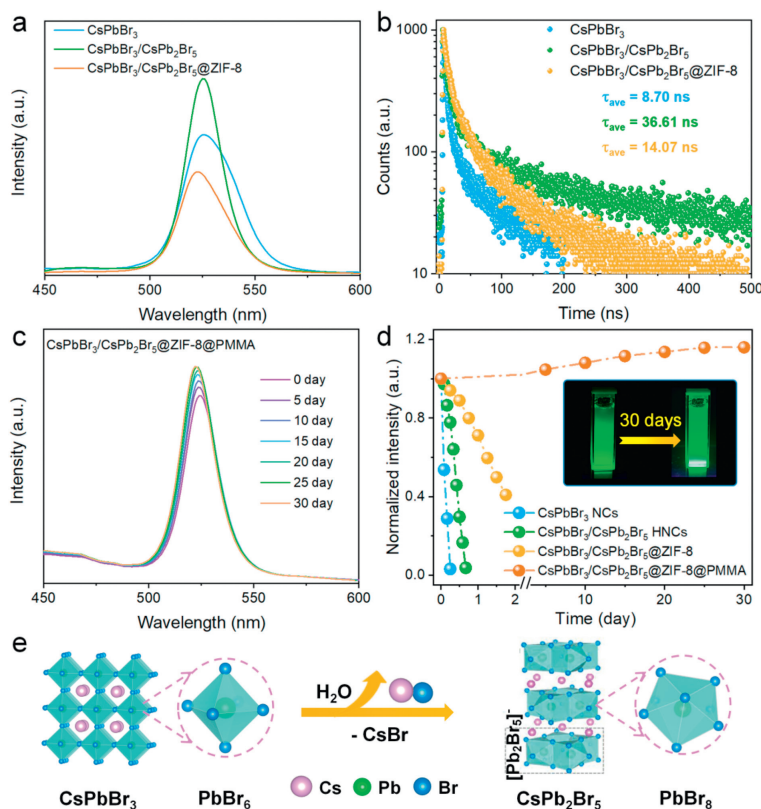 a
CsPbBr₃
CsPbBr₃/CsPb₂Br₅
CsPbBr₃/CsPb₂Br₅@ZIF-8
Intensity (a.u.)
450 500 550 600
Wavelength (nm)
b
CsPbBr₃
CsPbBr₃/CsPb₂Br₅
CsPbBr₃/CsPb₂Br₅@ZIF-8
τave = 8.70 ns
τave = 36.61 ns
τave = 14.07 ns
Counts (a.u.)
1000
100
10
0 100 200 300 400 500
Time (ns)
c
CsPbBr₃/CsPb₂Br₅@ZIF-8@PMMA
0 day
5 day
10 day
15 day
20 day
25 day
30 day
Intensity (a.u.)
450 500 550 600
Wavelength (nm)
d
Normalized intensity (a.u.)
1.2
0.8
0.4
0.0
30 days
CsPbBr₃ NCs
CsPbBr₃/CsPb₂Br₅ HNCs
CsPbBr₃/CsPb₂Br₅@ZIF-8
CsPbBr₃/CsPb₂Br₅@ZIF-8@PMMA
0 1 2 5 10 15 20 25 30
Time (day)
e
H₂O
- CsBr
[Pb₂Br₅]⁻
Cs Pb Br
CsPbBr₃ PbBr₆ CsPb₂Br₅ PbBr₈